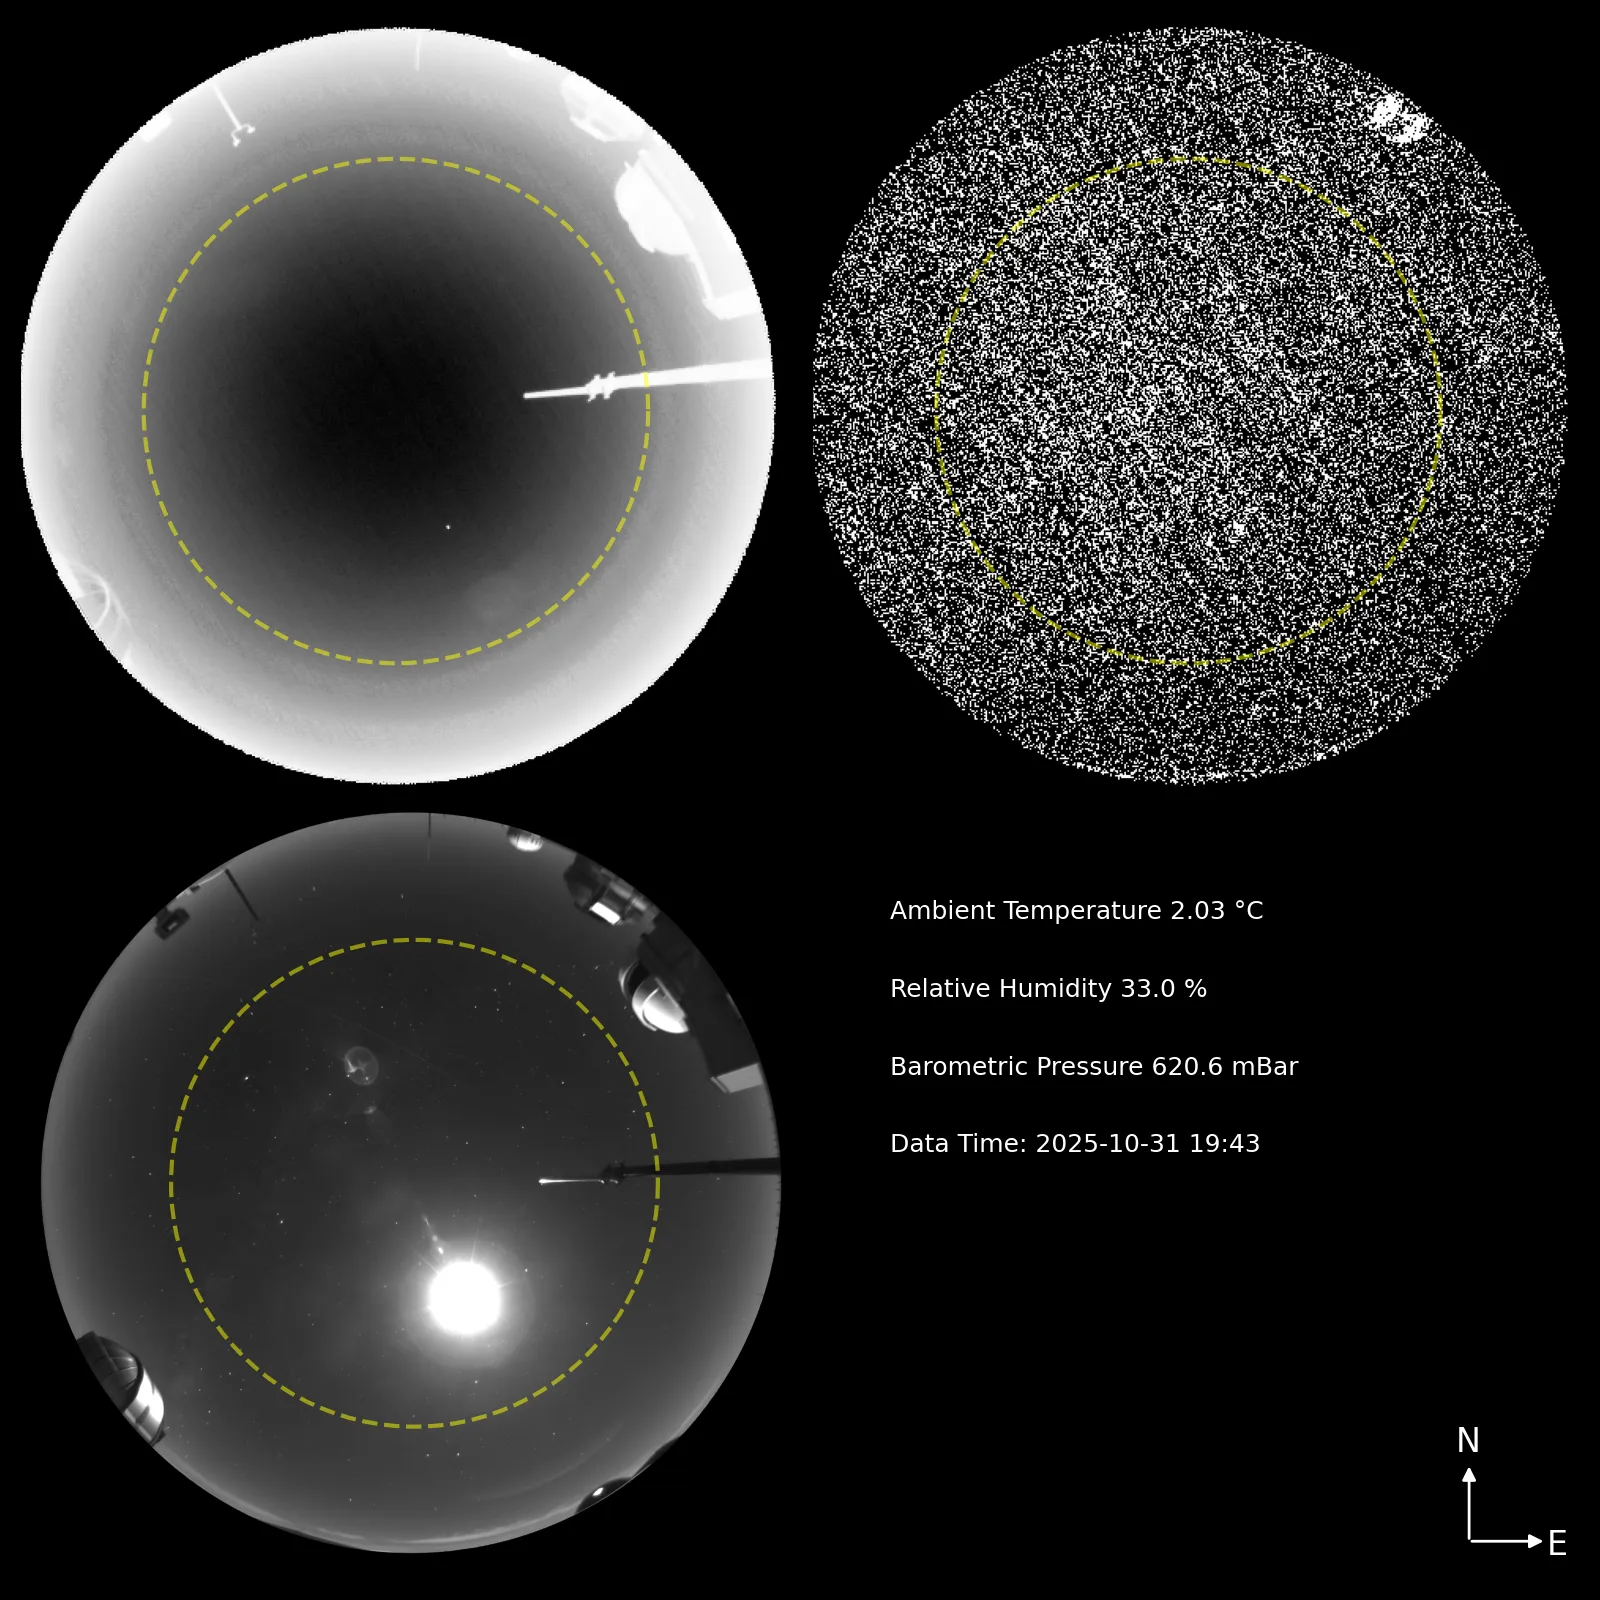 Ambient Temperature 2.03 °C
Relative Humidity 33.0 %
Barometric Pressure 620.6 mBar
Data Time: 2025-10-31 19:43
N
E